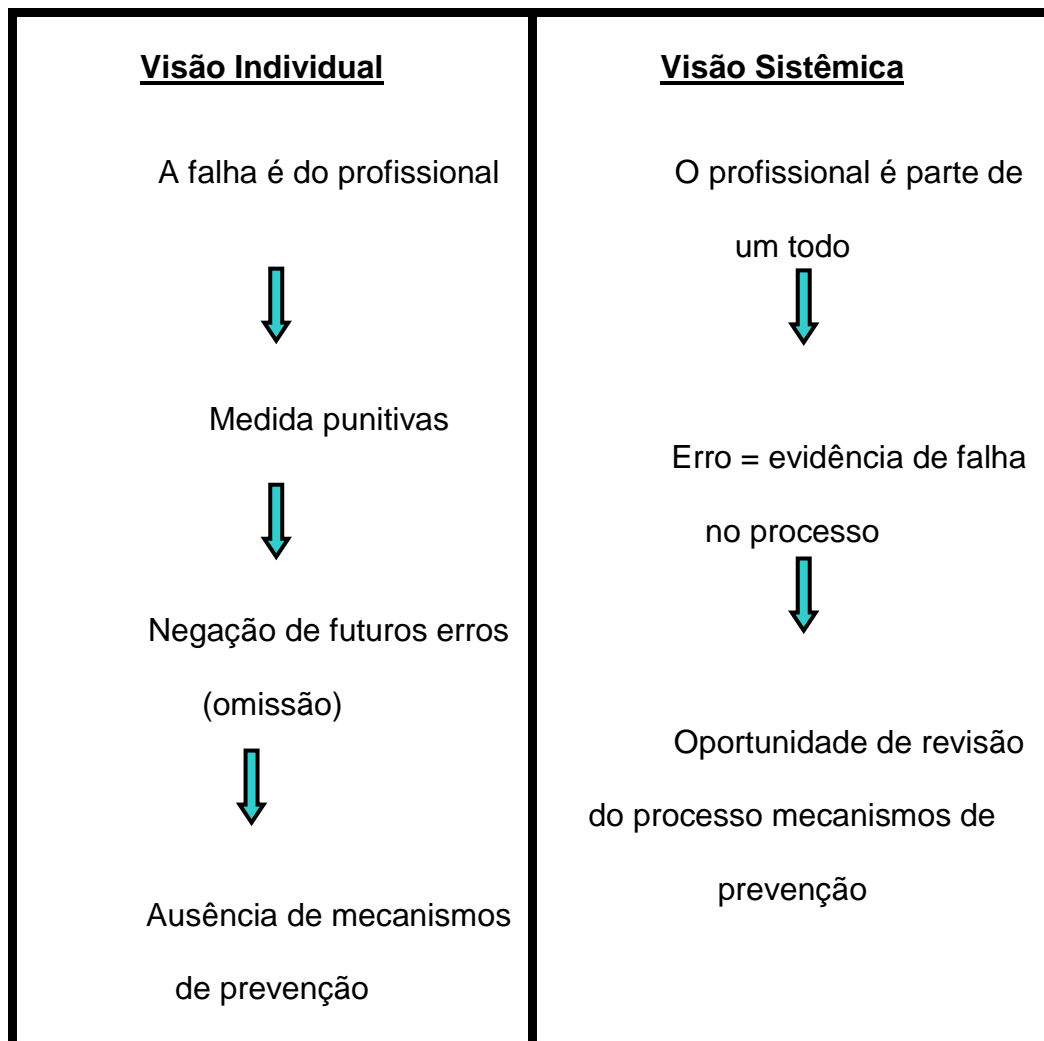 Visão Individual
A falha é do profissional
Medida punitivas
Negação de futuros erros
(omissão)
Ausência de mecanismos
de prevenção
Visão Sistêmica
O profissional é parte de
um todo
Erro = evidência de falha
no processo
Oportunidade de revisão
do processo mecanismos de
prevenção